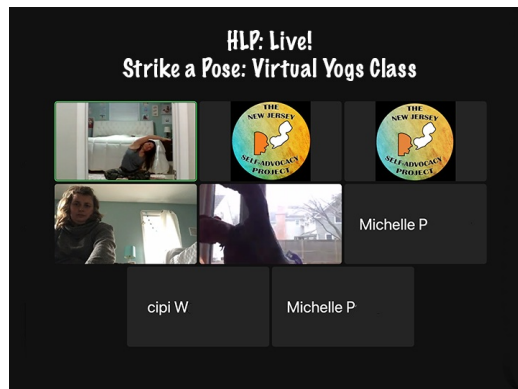 HLP: Live!
Strike a Pose: Virtual Yogs Class
THE
NEW JERSEY
SELF-ADVOCACY
PROJECT
THE
NEW JERSEY
SELF-ADVOCACY
PROJECT
Michelle P
cipi W
Michelle P